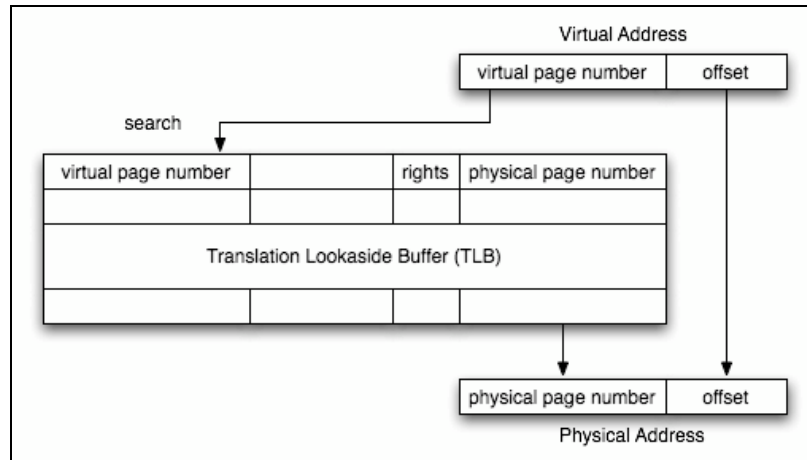 Virtual Address
virtual page number offset
search
virtual page number rights physical page number
Translation Lookaside Buffer (TLB)
physical page number offset
Physical Address